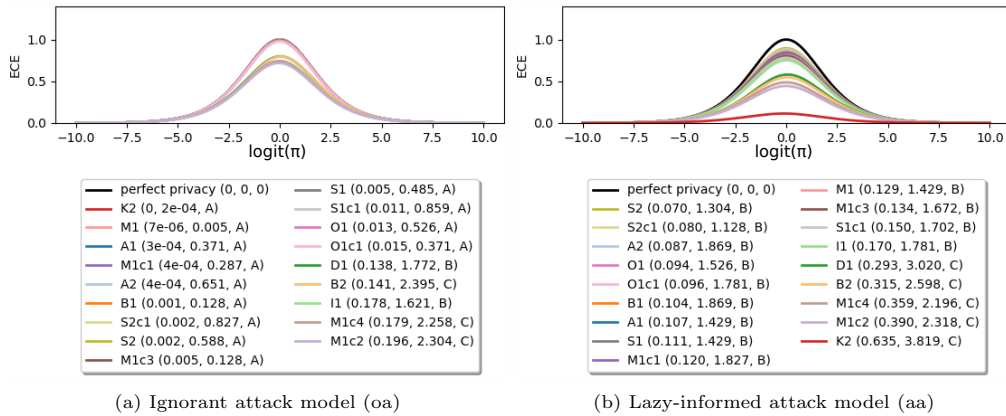 1.0
0.5
0.0
ECE
-10.0 -7.5 -5.0 -2.5 0.0 2.5 5.0 7.5 10.0
logit(π)
perfect privacy (0, 0, 0)
K2 (0, 2e-04, A)
M1 (7e-06, 0.005, A)
A1 (3e-04, 0.371, A)
M1c1 (4e-04, 0.287, A)
A2 (4e-04, 0.651, A)
B1 (0.001, 0.128, A)
S2c1 (0.002, 0.827, A)
S2 (0.002, 0.588, A)
M1c3 (0.005, 0.128, A)
S1 (0.005, 0.485, A)
S1c1 (0.011, 0.859, A)
O1 (0.013, 0.526, A)
O1c1 (0.015, 0.371, A)
D1 (0.138, 1.772, B)
B2 (0.141, 2.395, C)
I1 (0.178, 1.621, B)
M1c4 (0.179, 2.258, C)
M1c2 (0.196, 2.304, C)
(a) Ignorant attack model (oa)
1.0
0.5
0.0
ECE
-10.0 -7.5 -5.0 -2.5 0.0 2.5 5.0 7.5 10.0
logit(π)
perfect privacy (0, 0, 0)
S2 (0.070, 1.304, B)
S2c1 (0.080, 1.128, B)
A2 (0.087, 1.869, B)
O1 (0.094, 1.526, B)
O1c1 (0.096, 1.781, B)
B1 (0.104, 1.869, B)
A1 (0.107, 1.429, B)
S1 (0.111, 1.429, B)
M1c1 (0.120, 1.827, B)
M1 (0.129, 1.429, B)
M1c3 (0.134, 1.672, B)
S1c1 (0.150, 1.702, B)
I1 (0.170, 1.781, B)
D1 (0.293, 3.020, C)
B2 (0.315, 2.598, C)
M1c4 (0.359, 2.196, C)
M1c2 (0.390, 2.318, C)
K2 (0.635, 3.819, C)
(b) Lazy-informed attack model (aa)